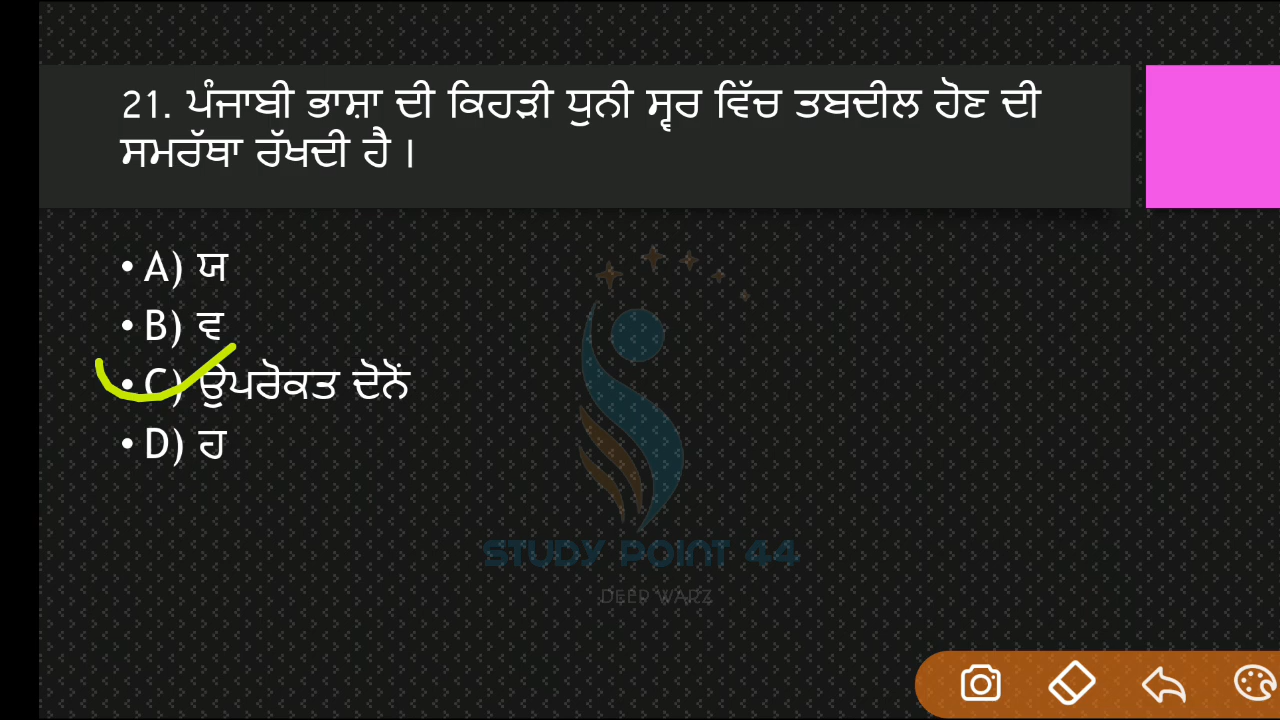 21. ਪੰਜਾਬੀ ਭਾਸ਼ਾ ਦੀ ਕਿਹੜੀ ਧੁਨੀ ਸ੍ਵਰ ਵਿੱਚ ਤਬਦੀਲ ਹੋਣ ਦੀ
ਸਮਰੱਥਾ ਰੱਖਦੀ ਹੈ ।
• A) ਯ
• B) ਵ
• C) ਉਪਰੋਕਤ ਦੋਨੋਂ
• D) ਹ
STUDY POINT 44
DEEP WARZ